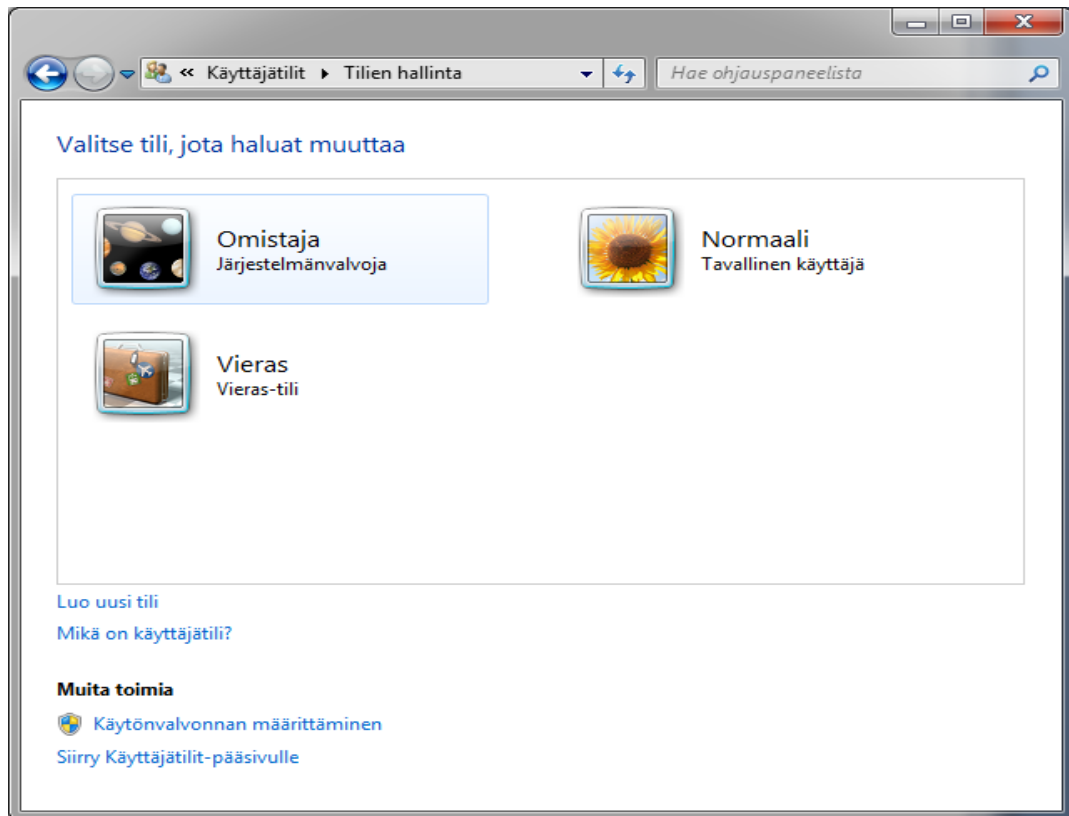 « Käyttäjätilit ▸ Tilien hallinta
Hae ohjauspaneelista
Valitse tili, jota haluat muuttaa
Omistaja
Järjestelmänvalvoja
Normaali
Tavallinen käyttäjä
Vieras
Vieras-tili
Luo uusi tili
Mikä on käyttäjätili?
Muita toimia
Käytönvalvonnan määrittäminen
Siirry Käyttäjätilit-pääsivulle